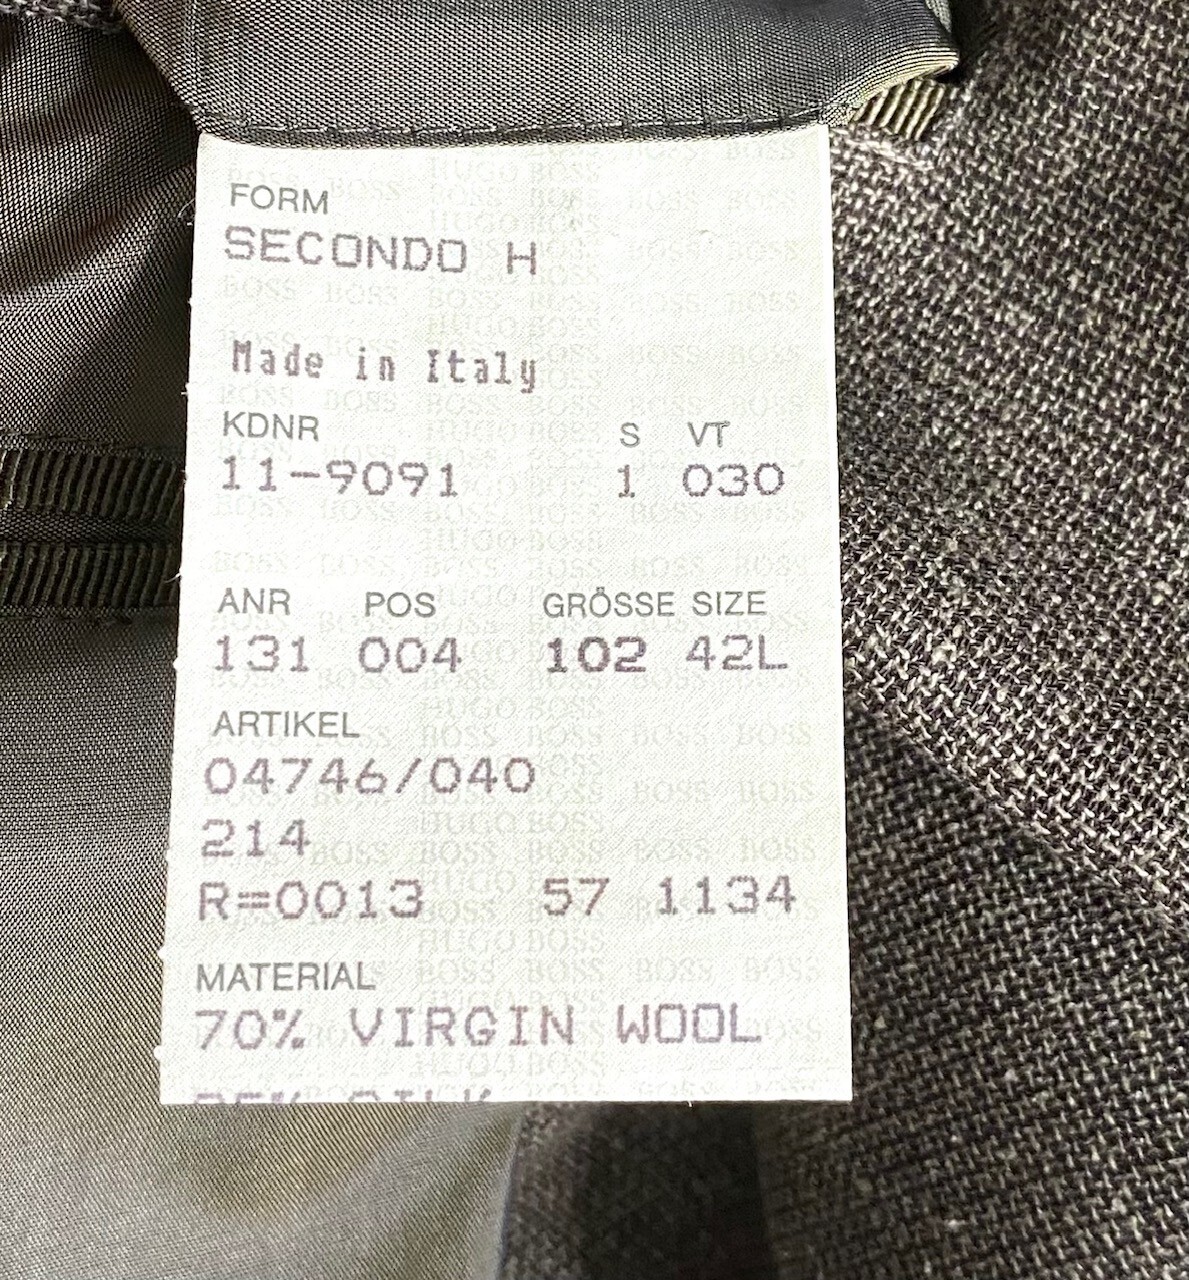 FORM
SECONDO H
Made in Italy
KDNR S VT
11-9091 1 030
ANR POS GRÖSSE SIZE
131 004 102 42L
ARTIKEL
04746/040
214
R=0013 57 1134
MATERIAL
70% VIRGIN WOOL